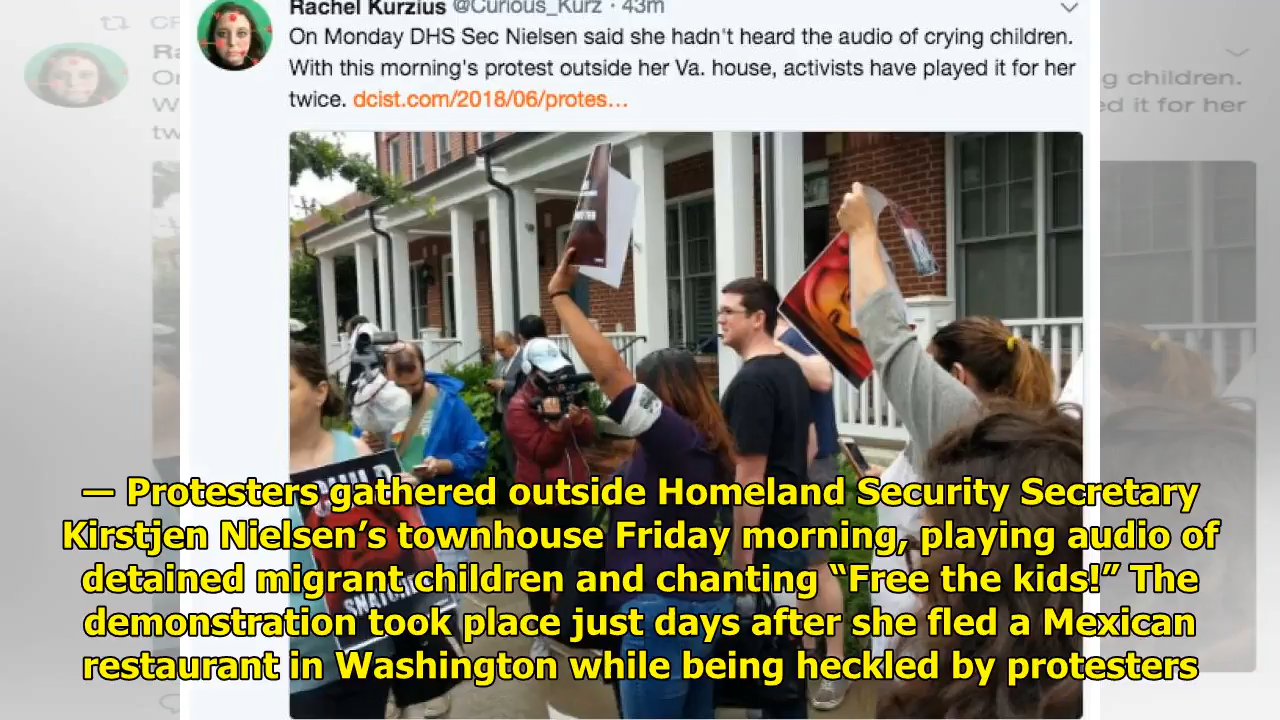 Rachel Kurzius @Curious_Kurz · 43m
On Monday DHS Sec Nielsen said she hadn't heard the audio of crying children.
With this morning's protest outside her Va. house, activists have played it for her
twice. dcist.com/2018/06/protes...
— Protesters gathered outside Homeland Security Secretary
Kirstjen Nielsen’s townhouse Friday morning, playing audio of
detained migrant children and chanting “Free the kids!” The
demonstration took place just days after she fled a Mexican
restaurant in Washington while being heckled by protesters